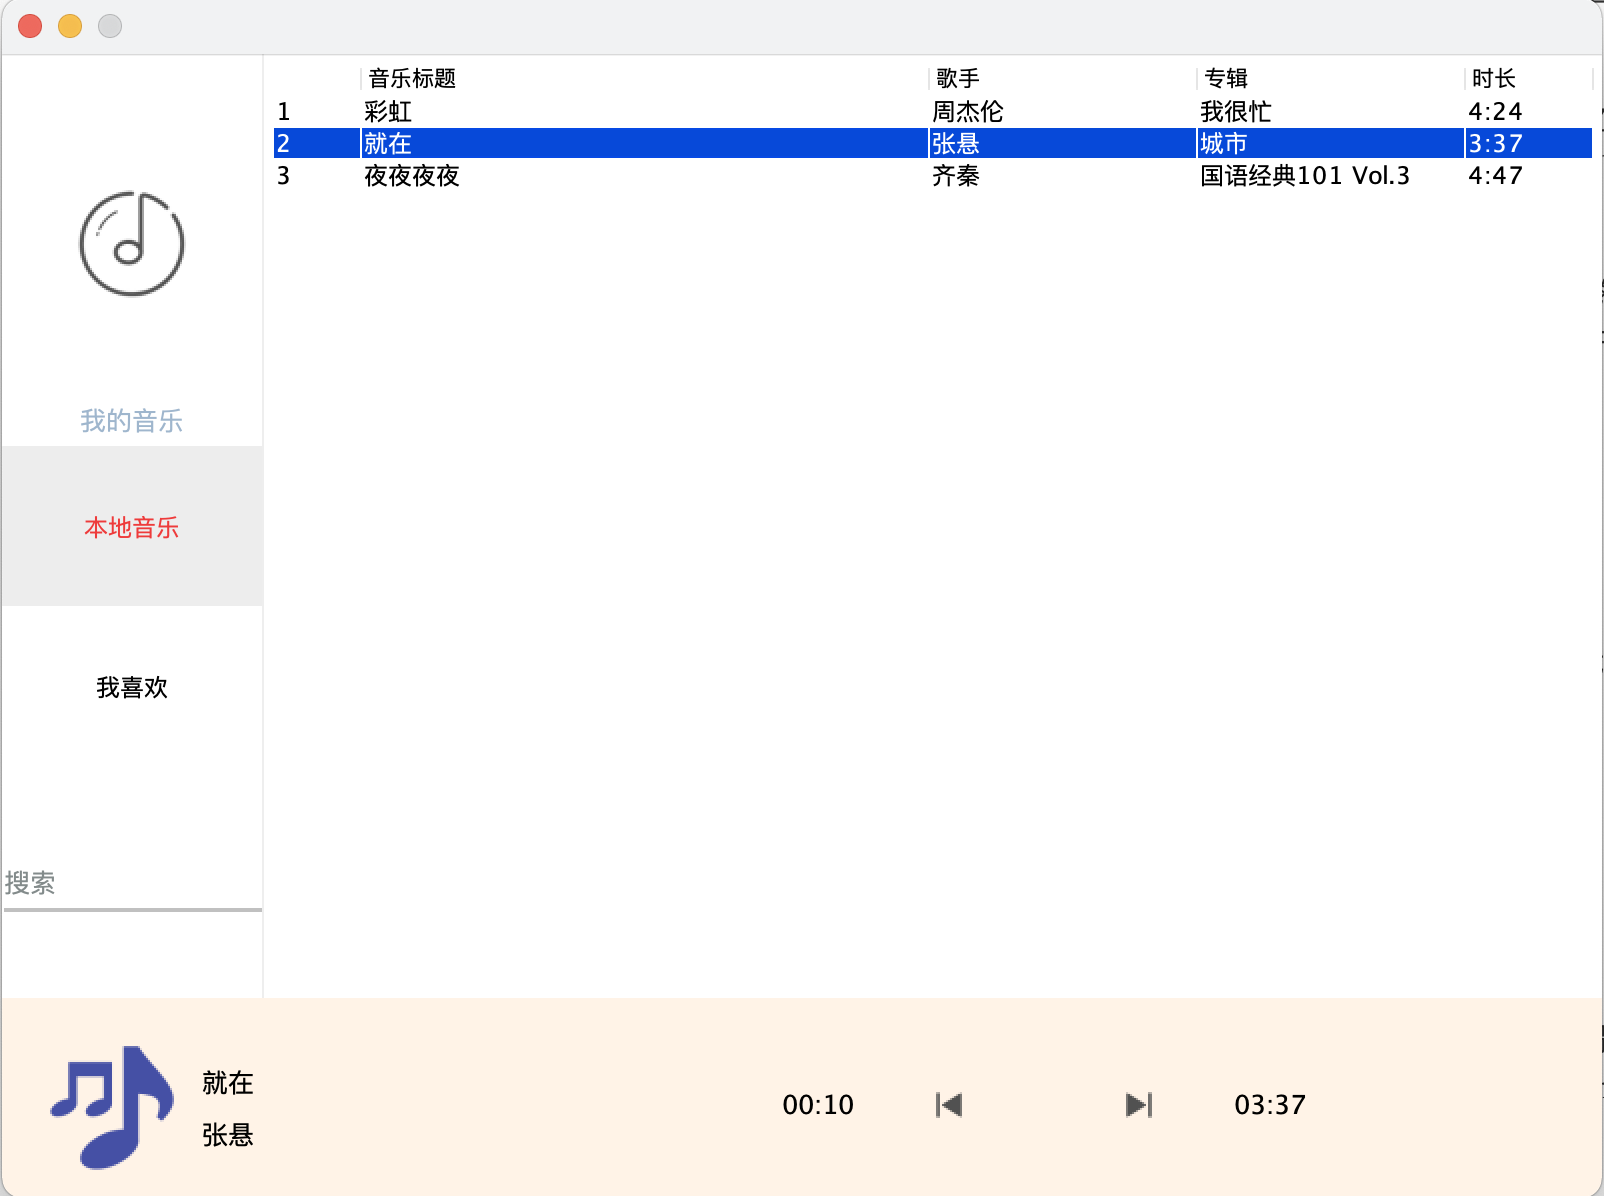 音乐标题 歌手 专辑 时长
1 彩虹 周杰伦 我很忙 4:24
2 就在 张悬 城市 3:37
3 夜夜夜夜 齐秦 国语经典101 Vol.3 4:47
我的音乐
本地音乐
我喜欢
搜索
就在
张悬
00:10 03:37